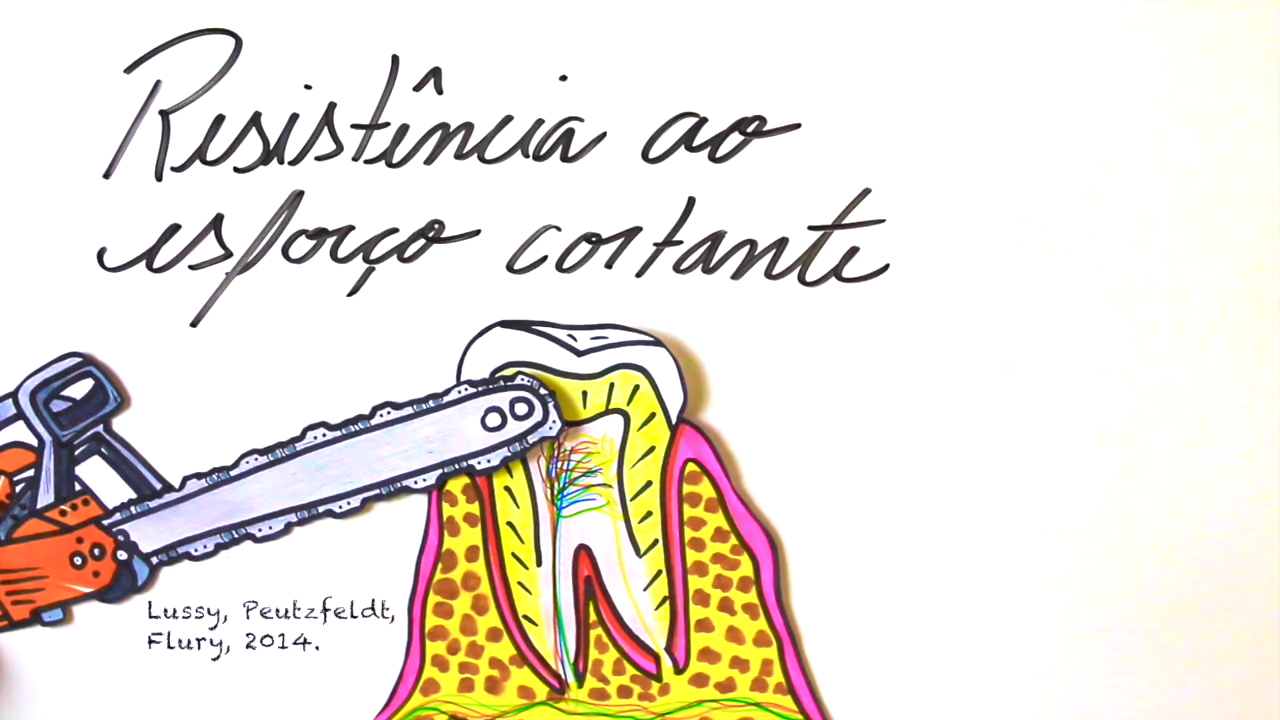 Resistência ao
esforço cortante
Lussy, Peutzfeldt,
Flury, 2014.